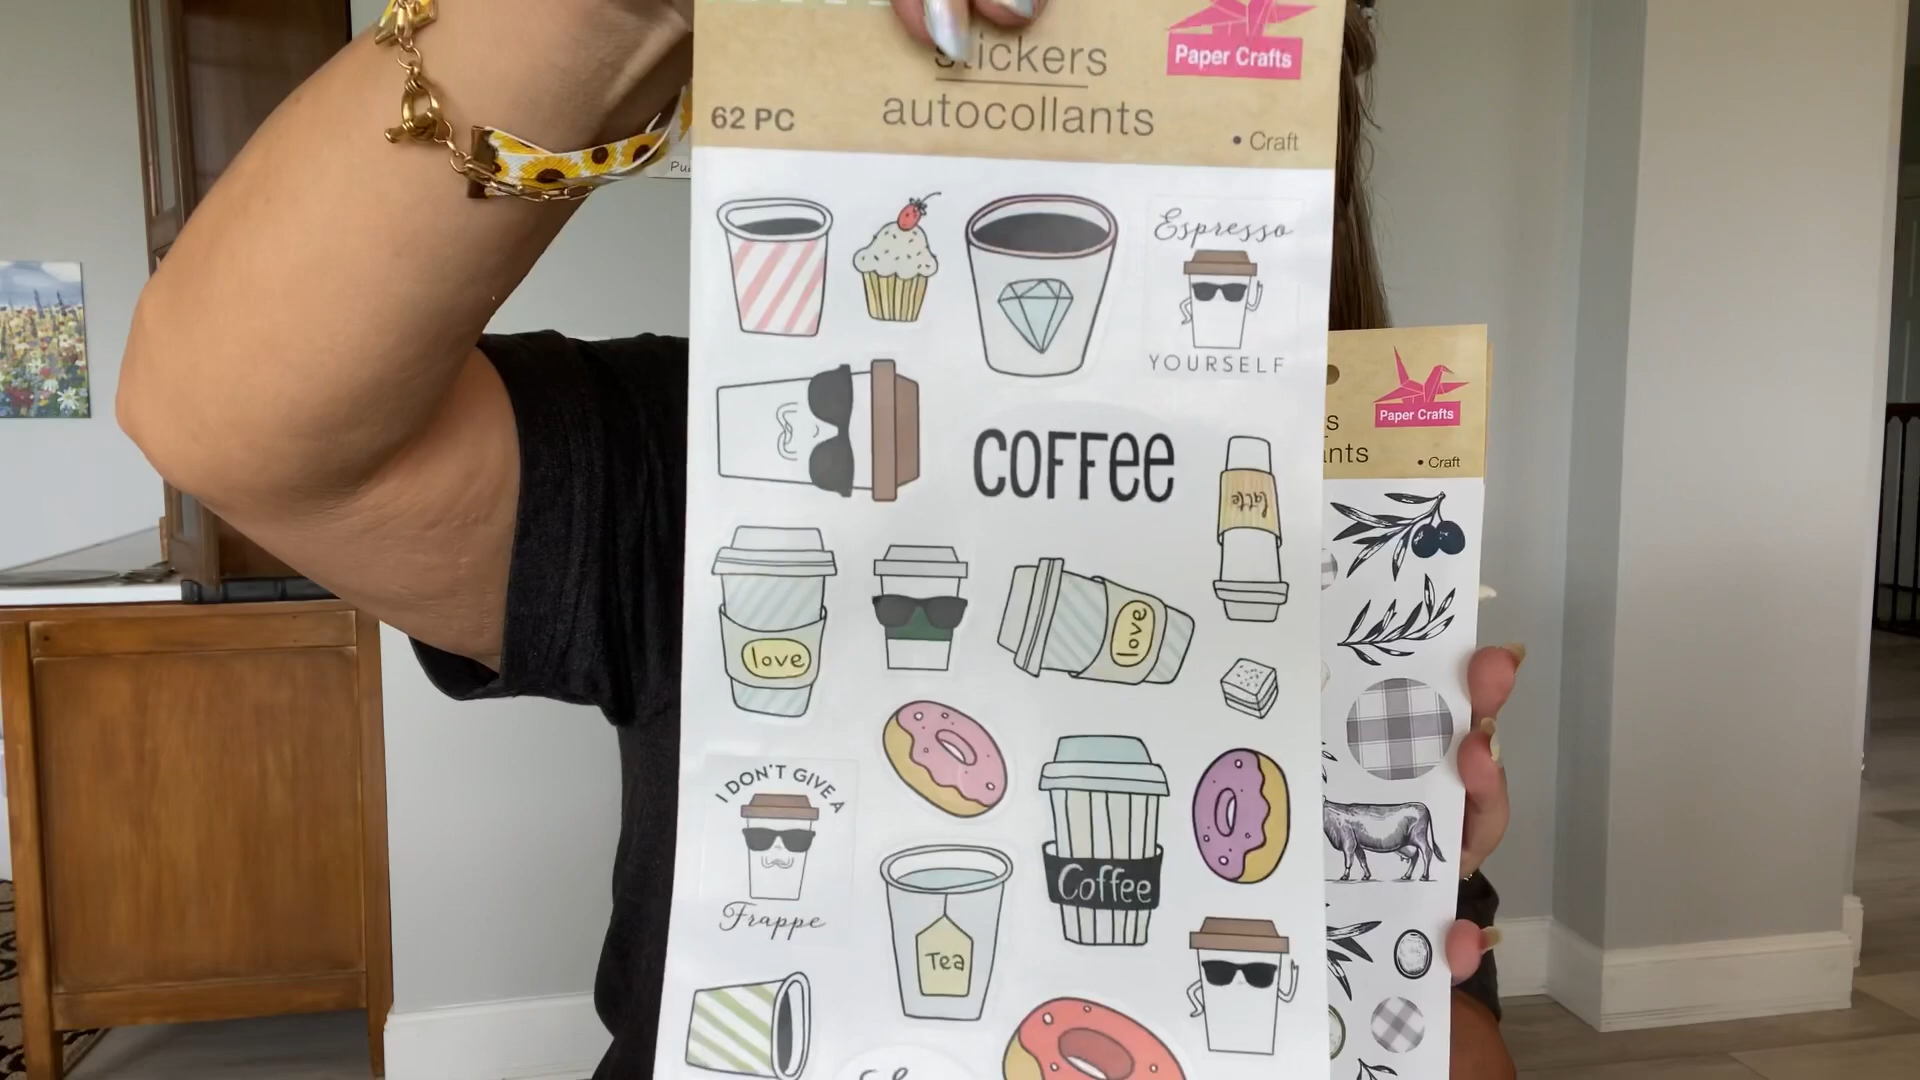 stickers
autocollants
62 PC
Paper Crafts
• Craft
Espresso
YOURSELF
COFFee
latte
love
love
I DON'T GIVE A
Frappe
Coffee
Tea
Paper Crafts
• Craft